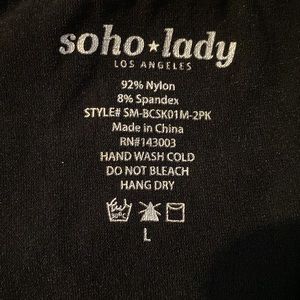 soho★lady
LOS ANGELES
92% Nylon
8% Spandex
STYLE# SM-BCSK01M-2PK
Made in China
RN#143003
HAND WASH COLD
DO NOT BLEACH
HANG DRY
30°C
L